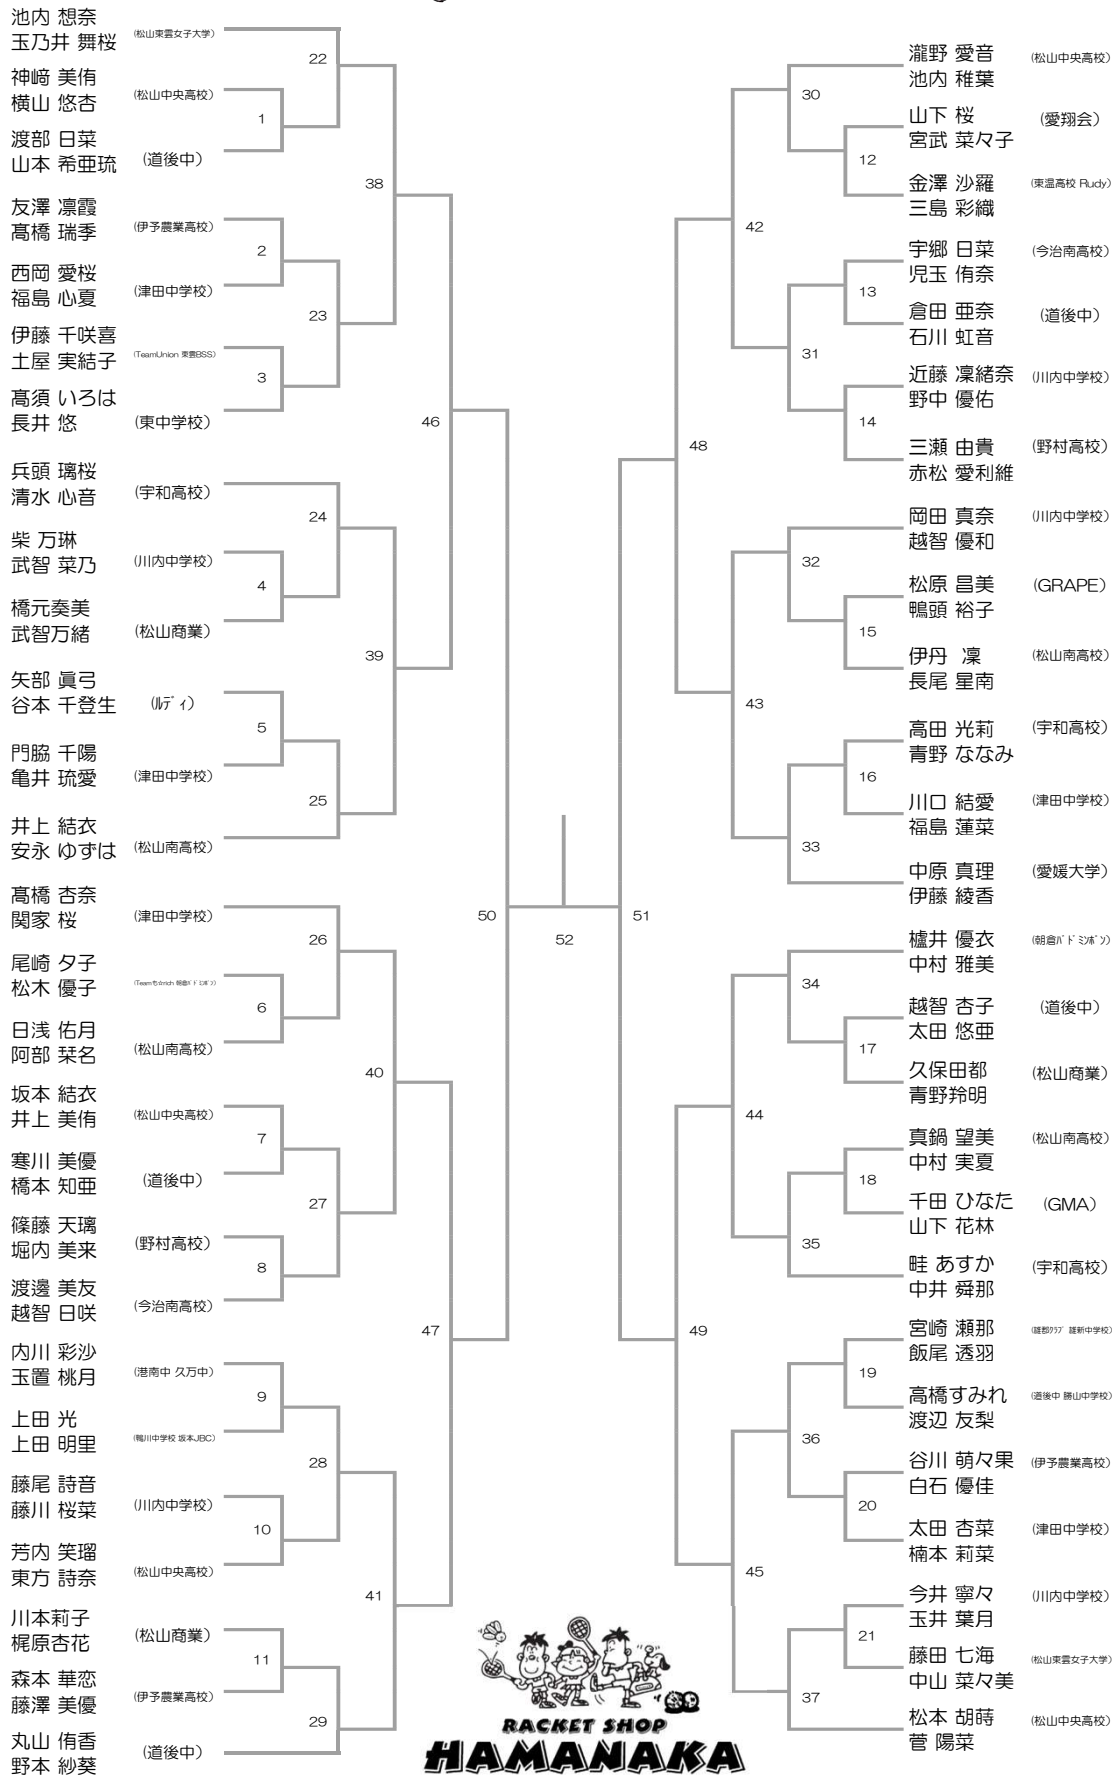 池内 想奈
玉乃井 舞桜
(松山東雲女子大学)
22
神﨑 美侑
横山 悠杏
(松山中央高校)
1
渡部 日菜
山本 希亜琉
(道後中)
38
友澤 凛霞
髙橋 瑞季
(伊予農業高校)
2
西岡 愛桜
福島 心夏
(津田中学校)
23
伊藤 千咲喜
土屋 実結子
(TeamUnion 東雲BSS)
3
髙須 いろは
長井 悠
(東中学校)
46
兵頭 璃桜
清水 心音
(宇和高校)
24
柴 万琳
武智 菜乃
(川内中学校)
4
橋元奏美
武智万緒
(松山商業)
39
矢部 眞弓
谷本 千登生
(ﾙﾃﾞｨ)
5
門脇 千陽
亀井 琉愛
(津田中学校)
25
井上 結衣
安永 ゆずは
(松山南高校)
髙橋 杏奈
関家 桜
(津田中学校)
50
26
尾崎 夕子
松木 優子
6
日浅 佑月
阿部 栞名
(松山南高校)
40
坂本 結衣
井上 美侑
(松山中央高校)
7
寒川 美優
橋本 知亜
(道後中)
27
篠藤 天璃
堀内 美来
(野村高校)
8
渡邊 美友
越智 日咲
(今治南高校)
47
内川 彩沙
玉置 桃月
(港南中 久万中)
9
上田 光
上田 明里
(鴨川中学校 坂本JBC)
28
藤尾 詩音
藤川 桜菜
(川内中学校)
10
芳内 笑瑠
東方 詩奈
(松山中央高校)
41
川本莉子
梶原杏花
(松山商業)
11
森本 華恋
藤澤 美優
(伊予農業高校)
29
丸山 侑香
野本 紗葵
(道後中)
52
51
瀧野 愛音
池内 稚葉
(松山中央高校)
30
山下 桜
宮武 菜々子
(愛翔会)
12
金澤 沙羅
三島 彩織
(東温高校 Rudy)
42
宇郷 日菜
児玉 侑奈
(今治南高校)
13
倉田 亜奈
石川 虹音
(道後中)
31
近藤 凜緒奈
野中 優佑
(川内中学校)
14
三瀬 由貴
赤松 愛利維
(野村高校)
48
岡田 真奈
越智 優和
(川内中学校)
32
松原 昌美
鴨頭 裕子
(GRAPE)
15
伊丹 凜
長尾 星南
(松山南高校)
43
高田 光莉
青野 ななみ
(宇和高校)
16
川口 結愛
福島 蓮菜
(津田中学校)
33
中原 真理
伊藤 綾香
(愛媛大学)
櫨井 優衣
中村 雅美
(朝倉ﾊﾞﾄﾞﾐﾝﾄﾝ)
34
越智 杏子
太田 悠亜
(道後中)
17
久保田都
青野羚明
(松山商業)
44
真鍋 望美
中村 実夏
(松山南高校)
18
千田 ひなた
山下 花林
(GMA)
35
畦 あすか
中井 舜那
(宇和高校)
49
宮崎 瀬那
飯尾 透羽
(雄郡ｸﾗﾌﾞ 雄新中学校)
19
高橋すみれ
渡辺 友梨
(道後中 勝山中学校)
36
谷川 萌々果
白石 優佳
(伊予農業高校)
20
太田 杏菜
楠本 莉菜
(津田中学校)
45
今井 寧々
玉井 葉月
(川内中学校)
21
藤田 七海
中山 菜々美
(松山東雲女子大学)
37
松本 胡蒔
菅 陽菜
(松山中央高校)
RACKET SHOP
HAMANAKA